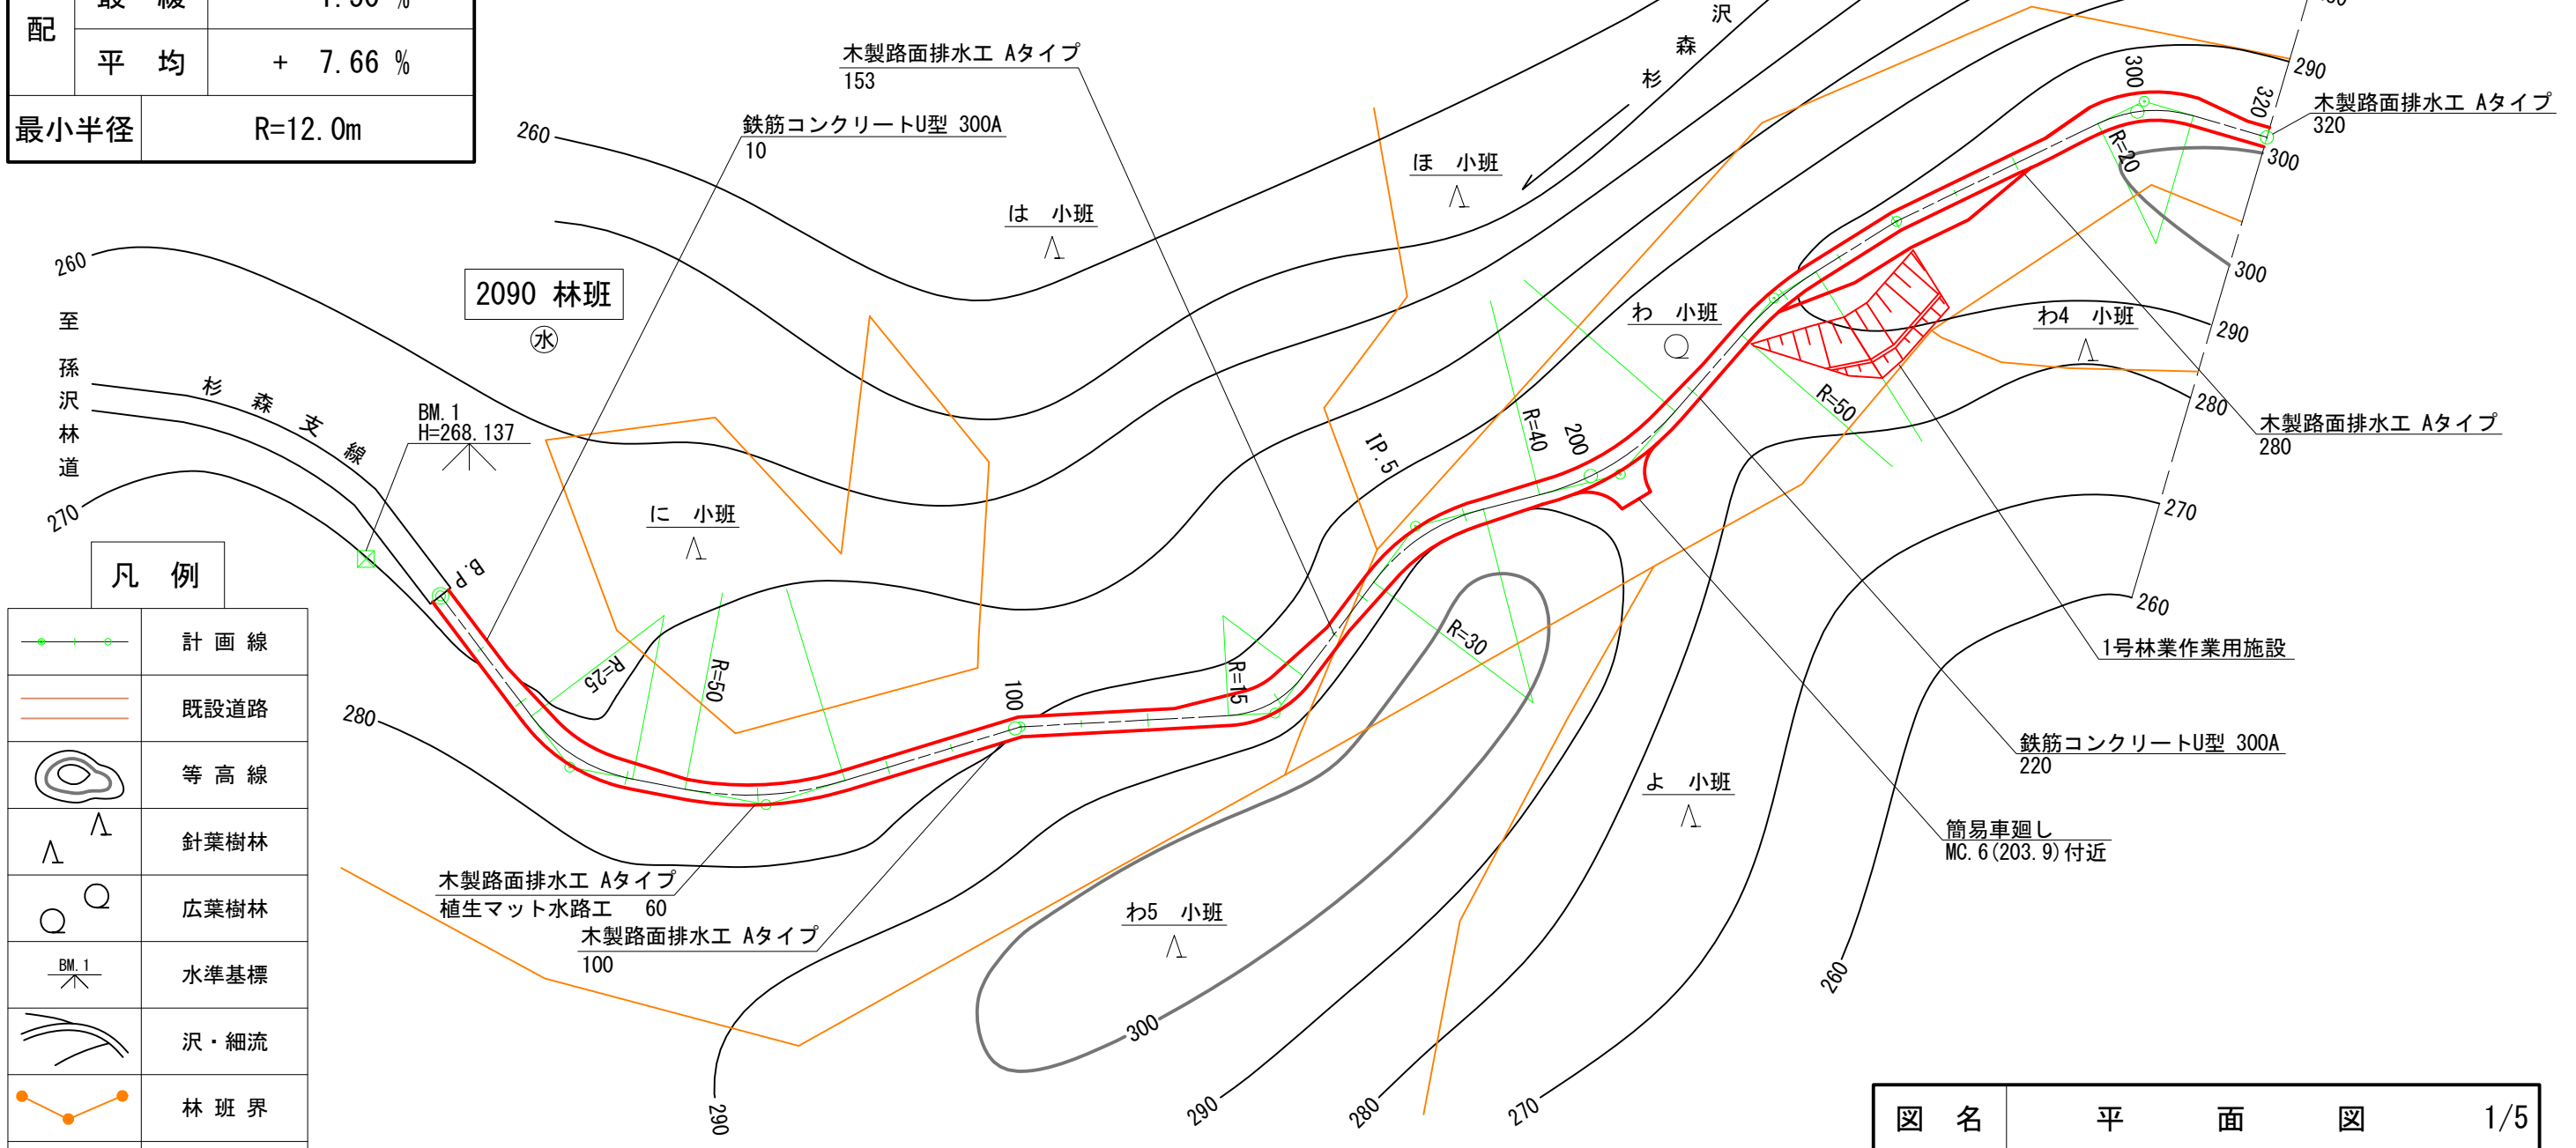 配
平 均
+ 7.66 %
最小半径
R=12.0m
木製路面排水工 Aタイプ
153
鉄筋コンクリートU型 300A
10
260
は 小班
ほ 小班
杉
森
沢
290
300
320
木製路面排水工 Aタイプ
320
300
R=20
300
290
280
270
260
わ4 小班
わ 小班
木製路面排水工 Aタイプ
280
R=50
R=40
200
IP.5
260
至孫沢林道
2090 林班
水
杉森支線
BM.1
H=268.137
270
B.P
に 小班
R=25
R=50
100
R=15
R=30
1号林業作業用施設
鉄筋コンクリートU型 300A
220
簡易車廻し
MC.6(203.9)付近
よ 小班
わ5 小班
280
木製路面排水工 Aタイプ
植生マット水路工 60
木製路面排水工 Aタイプ
100
300
290
290
280
270
260
凡 例
計画線
既設道路
等高線
針葉樹林
広葉樹林
BM.1
水準基標
沢・細流
林班界
図 名
平 面 図
1/5